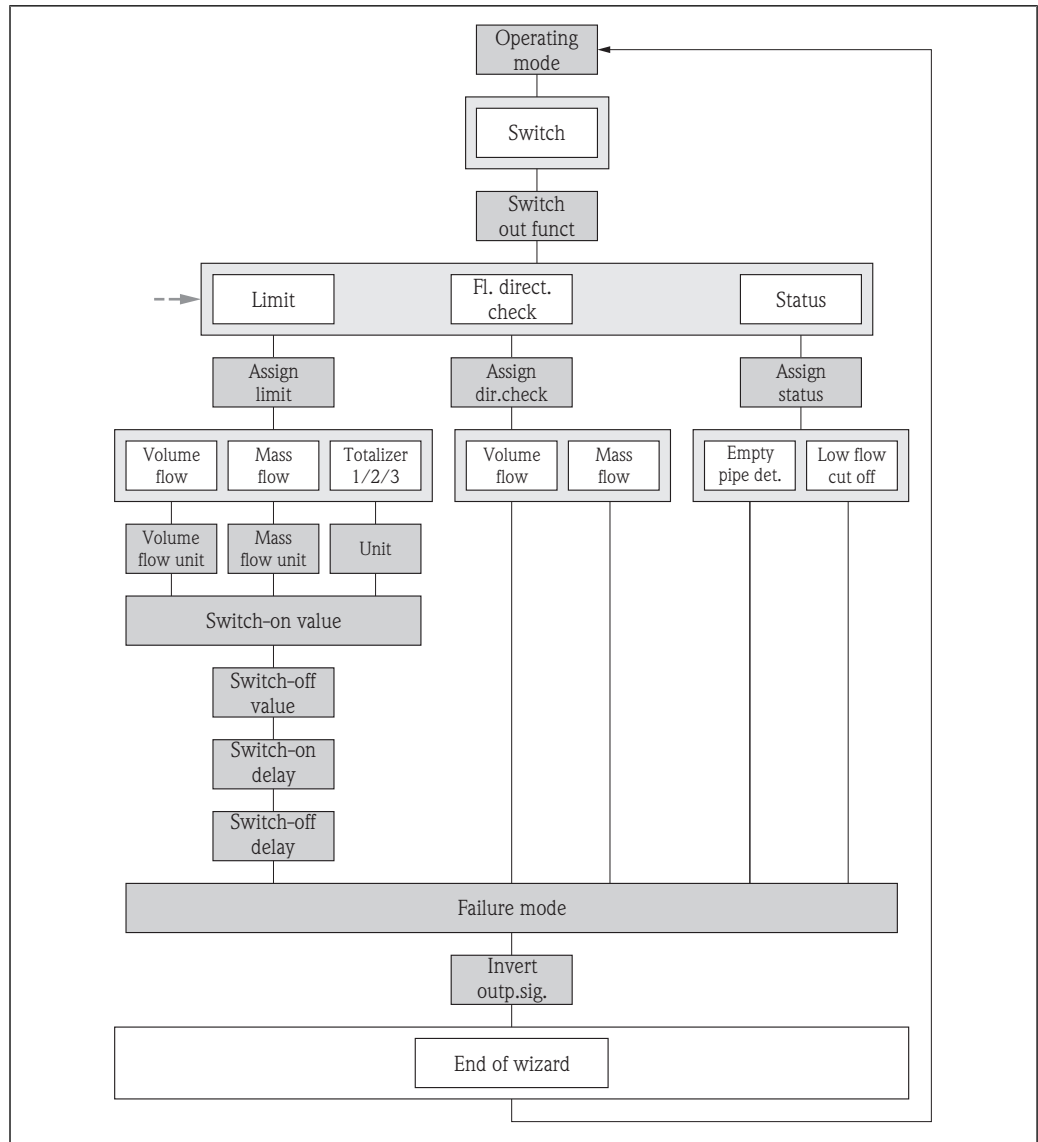 Operating
mode
Switch
Switch
out funct
Limit
Fl. direct.
check
Status
Assign
limit
Assign
dir.check
Assign
status
Volume
flow
Mass
flow
Totalizer
1/2/3
Volume
flow
Mass
flow
Empty
pipe det.
Low flow
cut off
Volume
flow unit
Mass
flow unit
Unit
Switch-on value
Switch-off
value
Switch-on
delay
Switch-off
delay
Failure mode
Invert
outp.sig.
End of wizard